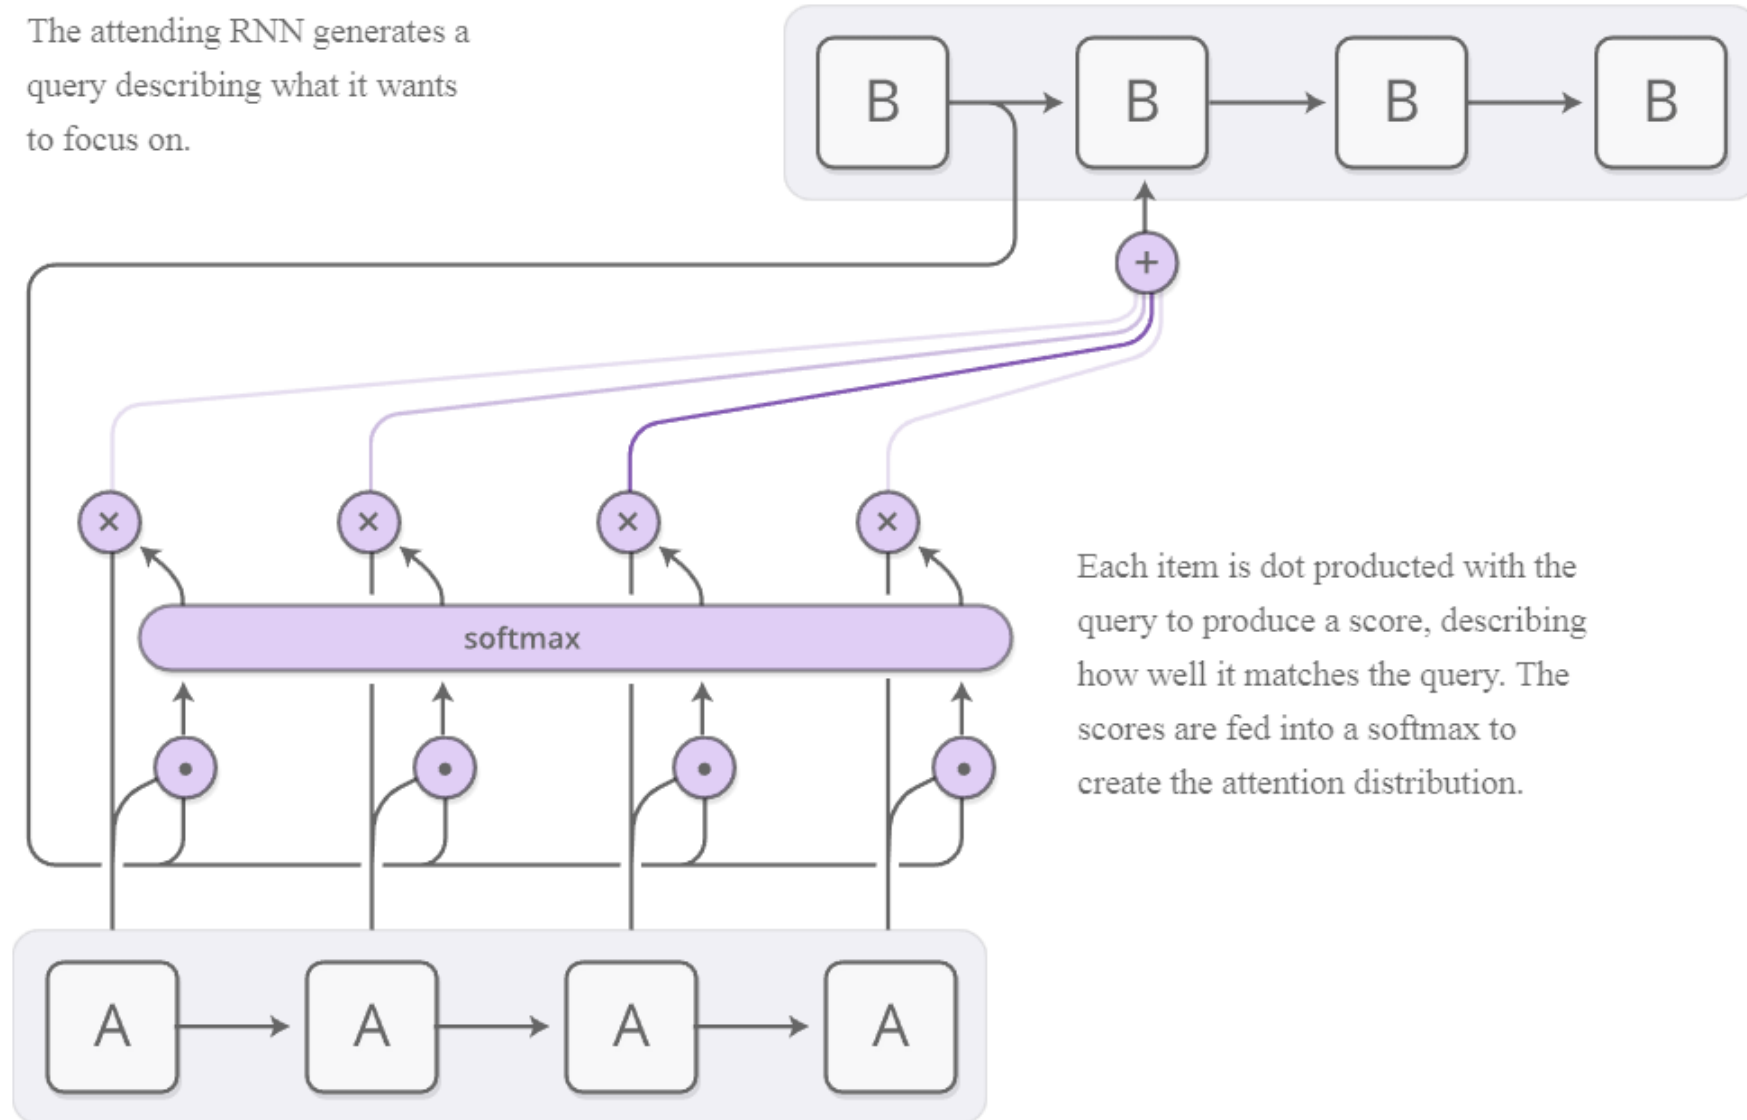 The attending RNN generates a
query describing what it wants
to focus on.
B
B
B
B
+
×
×
×
×
softmax
Each item is dot producted with the
query to produce a score, describing
how well it matches the query. The
scores are fed into a softmax to
create the attention distribution.
A
A
A
A